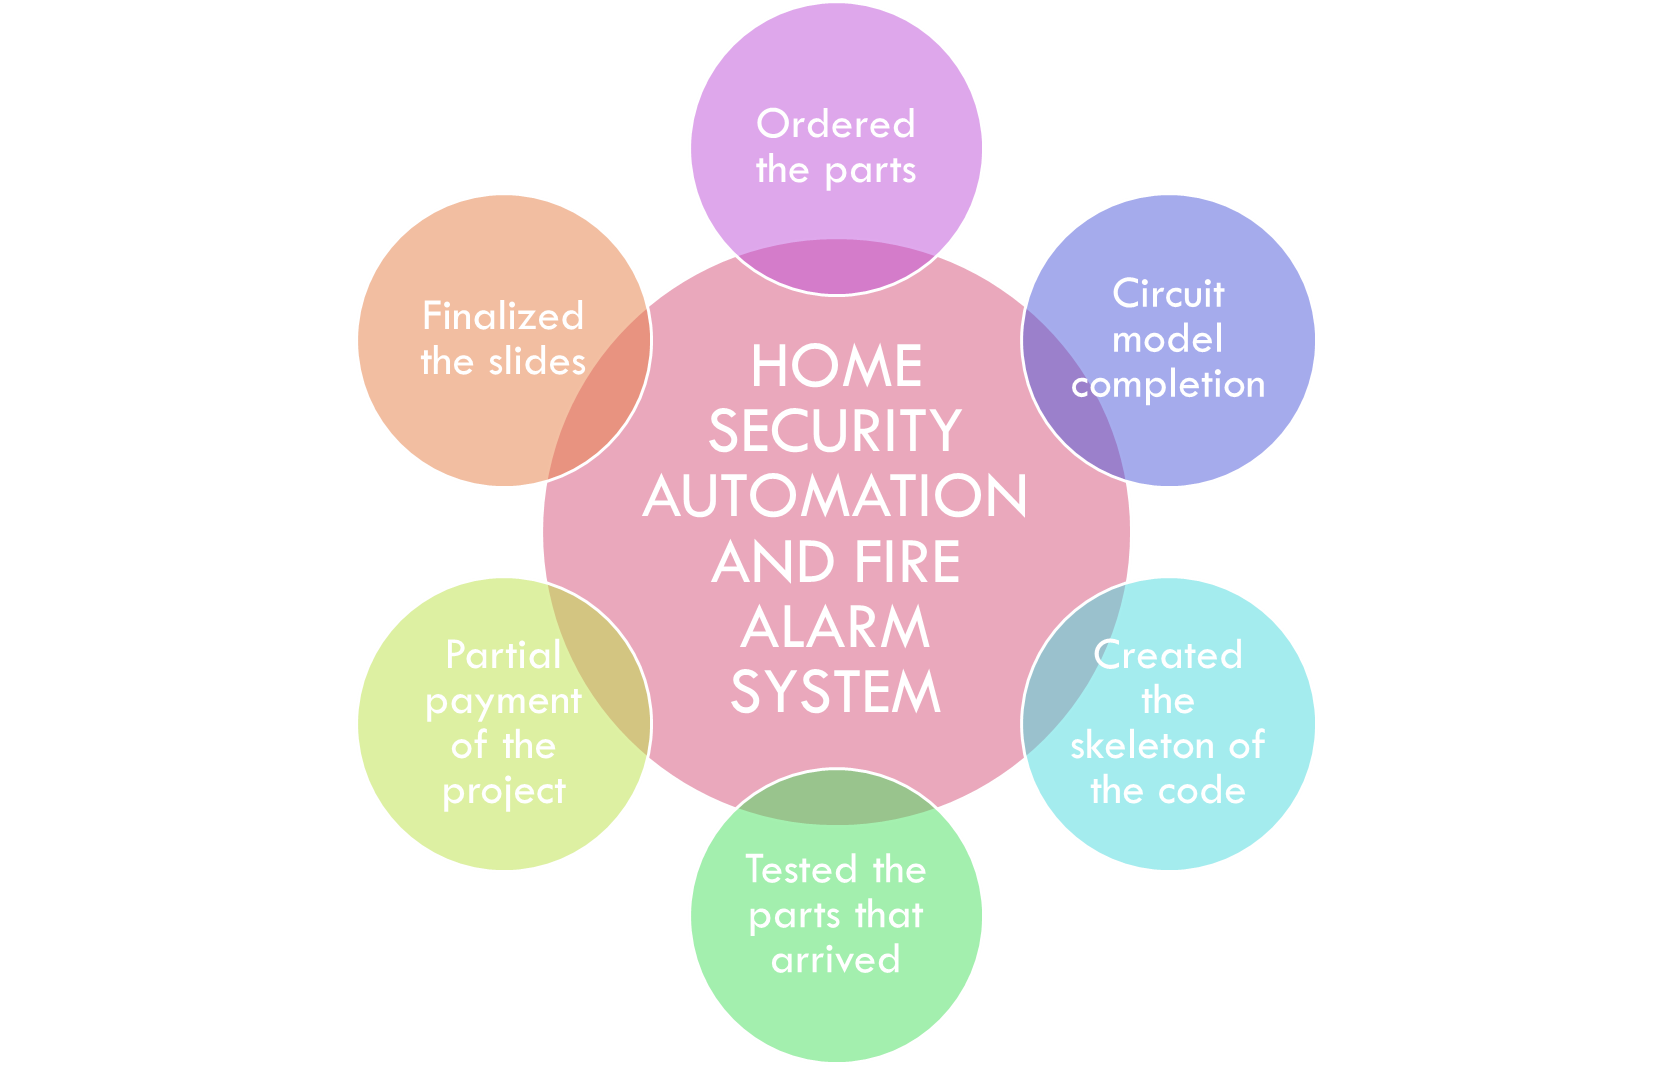 Ordered
the parts
Circuit
model
completion
Created
the
skeleton of
the code
Tested the
parts that
arrived
Partial
payment
of the
project
Finalized
the slides
HOME
SECURITY
AUTOMATION
AND FIRE
ALARM
SYSTEM